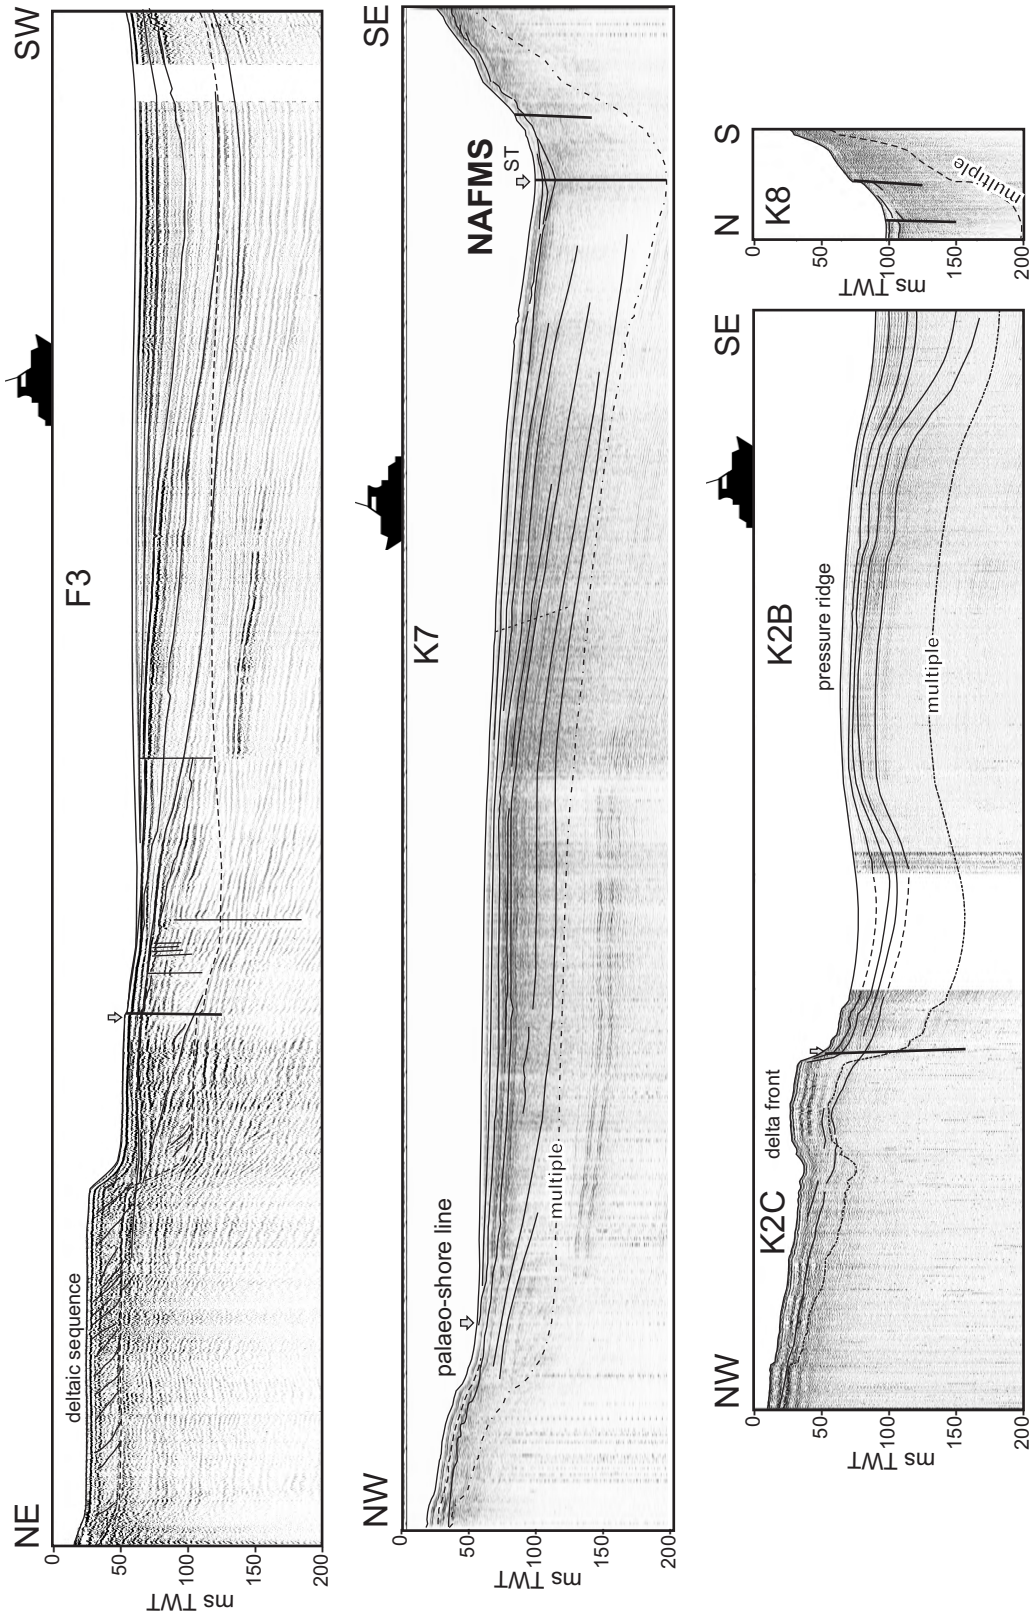 NE
SW
F3
deltaic sequence
0
50
100
150
200
ms TWT
NW
SE
K7
palaeo-shore line
NAFMS
ST
multiple
0
50
100
150
200
ms TWT
NW
SE
K2C
delta front
K2B
pressure ridge
multiple
0
50
100
150
200
ms TWT
N
S
K8
multiple
0
50
100
150
200
ms TWT